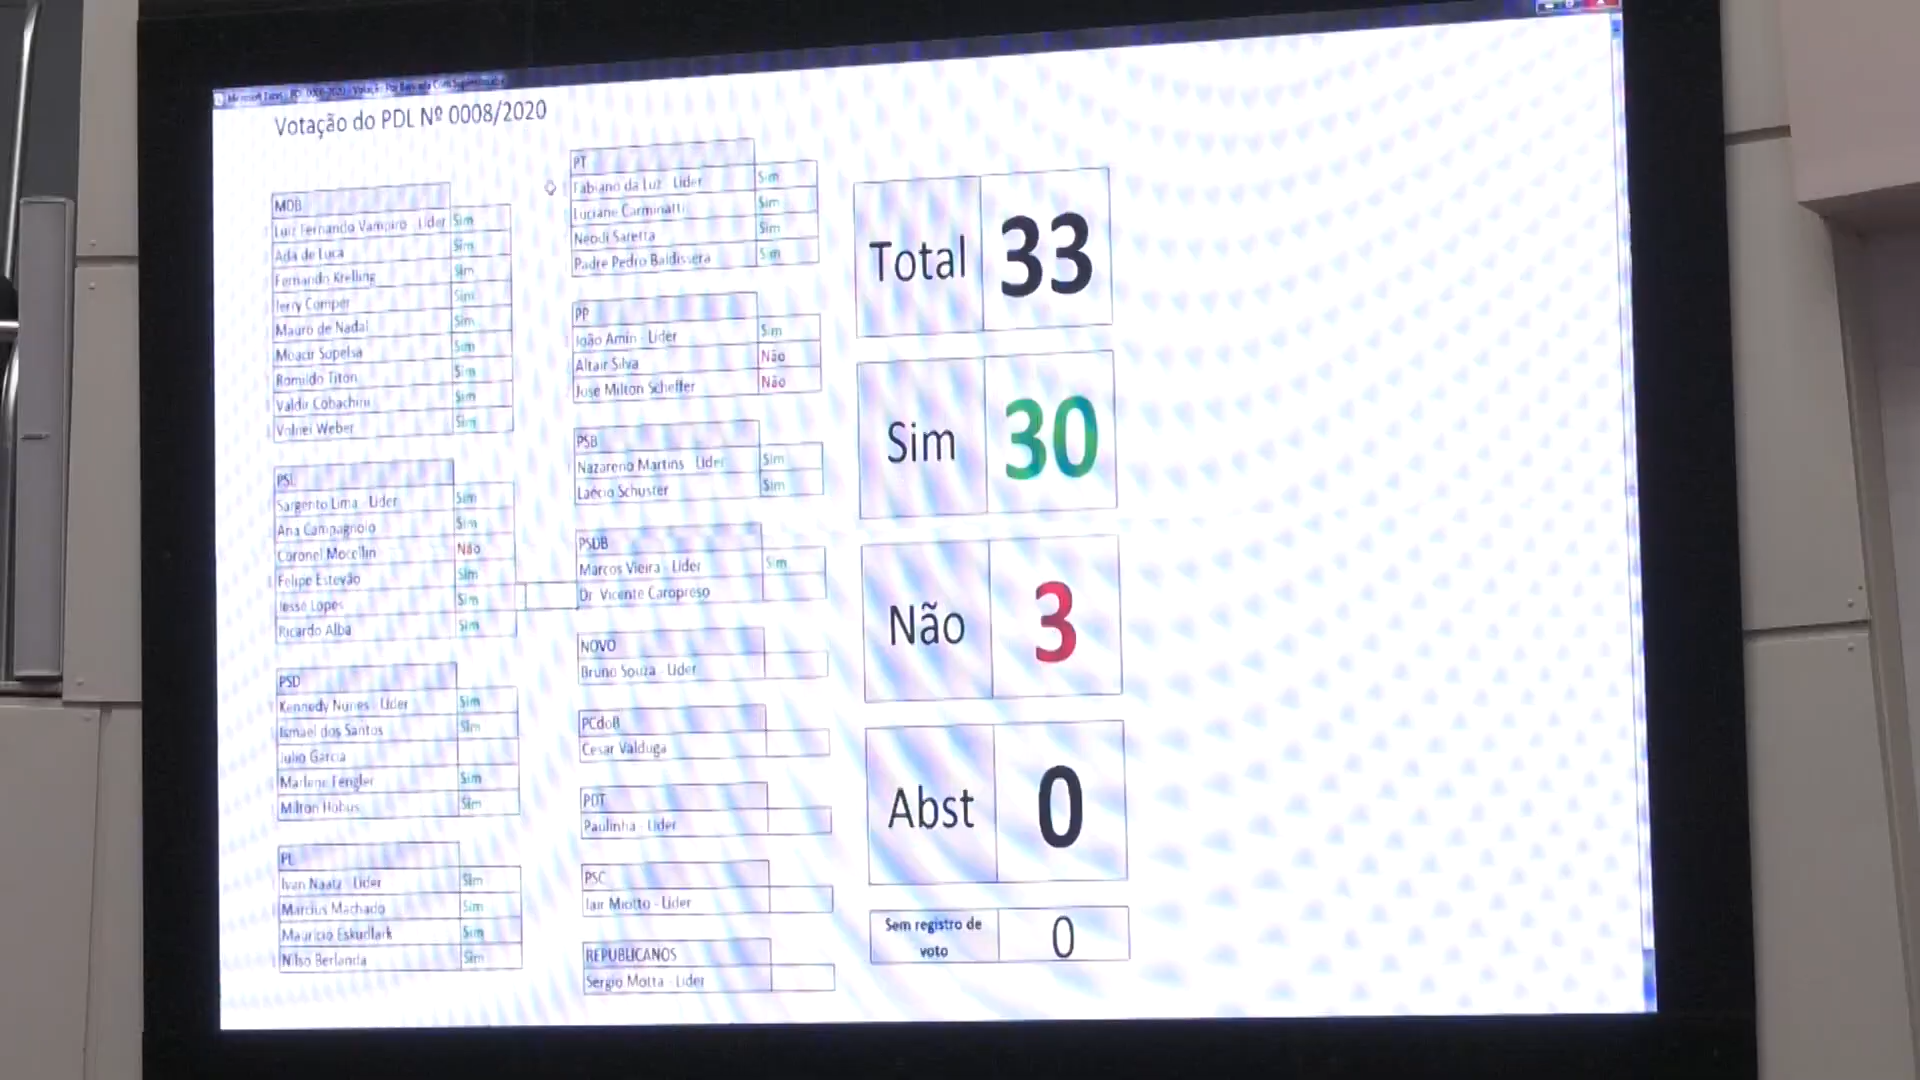 Votação do PDL Nº 0008/2020
MDB
Luiz Fernando Vampiro - Líder Sim
Ada de Luca Sim
Fernando Krelling Sim
Jerry Comper Sim
Mauro de Nadal Sim
Moacir Sopelsa Sim
Romildo Titon Sim
Valdir Cobalchini Sim
Volnei Weber Sim
PSL
Sargento Lima - Líder Sim
Ana Campagnolo Sim
Coronel Mocellin Não
Felipe Estevão Sim
Jessé Lopes Sim
Ricardo Alba Sim
PSD
Kennedy Nunes - Líder Sim
Ismael dos Santos Sim
Julio Garcia
Marlene Fengler Sim
Milton Hobus Sim
PL
Ivan Naatz - Líder Sim
Marcius Machado Sim
Mauricio Eskudlark Sim
Nilso Berlanda Sim
PT
Fabiano da Luz - Líder Sim
Luciane Carminatti Sim
Neodi Saretta Sim
Padre Pedro Baldissera Sim
PP
João Amin - Líder Sim
Altair Silva Não
José Milton Scheffer Não
PSB
Nazareno Martins - Líder Sim
Laércio Schuster Sim
PSDB
Marcos Vieira - Líder Sim
Dr. Vicente Caropreso
NOVO
Bruno Souza - Líder
PCdoB
Cesar Valduga
PDT
Paulinha - Líder
PSC
Jair Miotto - Líder
REPUBLICANOS
Sergio Motta - Líder
Total 33
Sim 30
Não 3
Abst 0
Sem registro de
voto 0